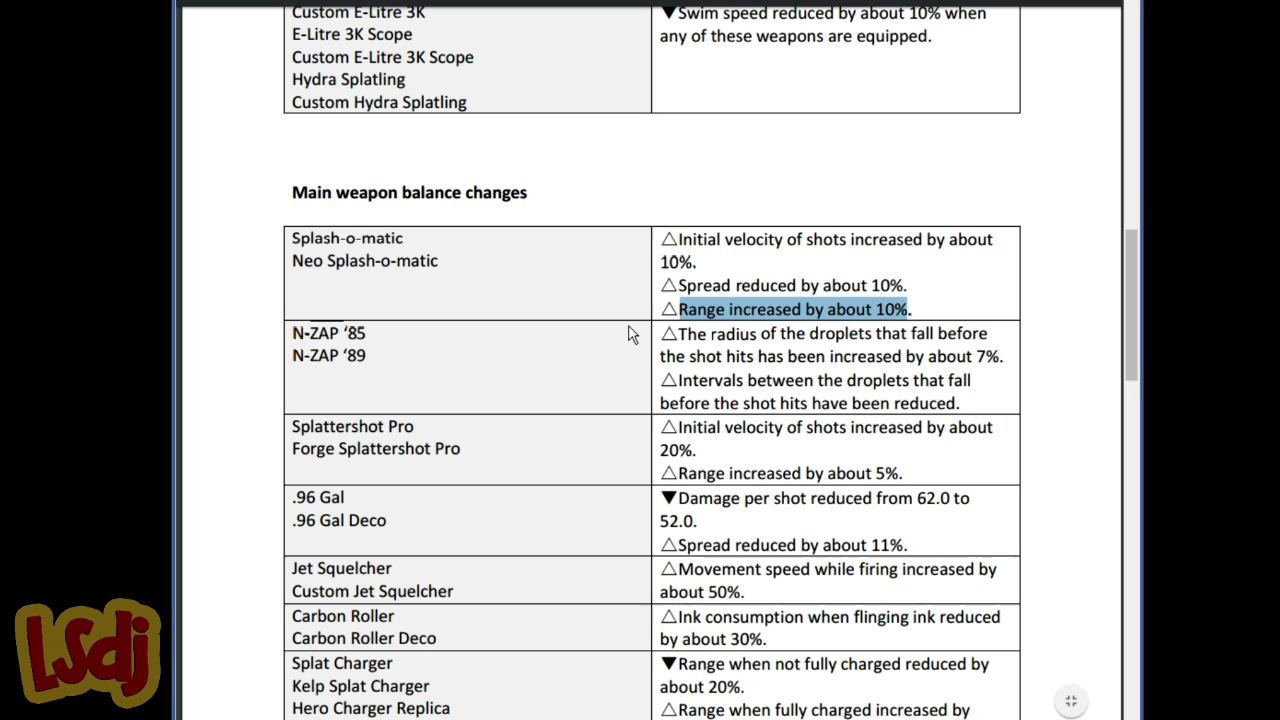 Custom E-Litre 3K
E-Litre 3K Scope
Custom E-Litre 3K Scope
Hydra Splatling
Custom Hydra Splatling
▼Swim speed reduced by about 10% when
any of these weapons are equipped.
Main weapon balance changes
Splash-o-matic
Neo Splash-o-matic
△Initial velocity of shots increased by about
10%.
△Spread reduced by about 10%.
△Range increased by about 10%.
N-ZAP ‘85
N-ZAP ‘89
△The radius of the droplets that fall before
the shot hits has been increased by about 7%.
△Intervals between the droplets that fall
before the shot hits have been reduced.
Splattershot Pro
Forge Splattershot Pro
△Initial velocity of shots increased by about
20%.
△Range increased by about 5%.
.96 Gal
.96 Gal Deco
▼Damage per shot reduced from 62.0 to
52.0.
△Spread reduced by about 11%.
Jet Squelcher
Custom Jet Squelcher
△Movement speed while firing increased by
about 50%.
Carbon Roller
Carbon Roller Deco
△Ink consumption when flinging ink reduced
by about 30%.
Splat Charger
Kelp Splat Charger
Hero Charger Replica
▼Range when not fully charged reduced by
about 20%.
△Range when fully charged increased by
LSdj